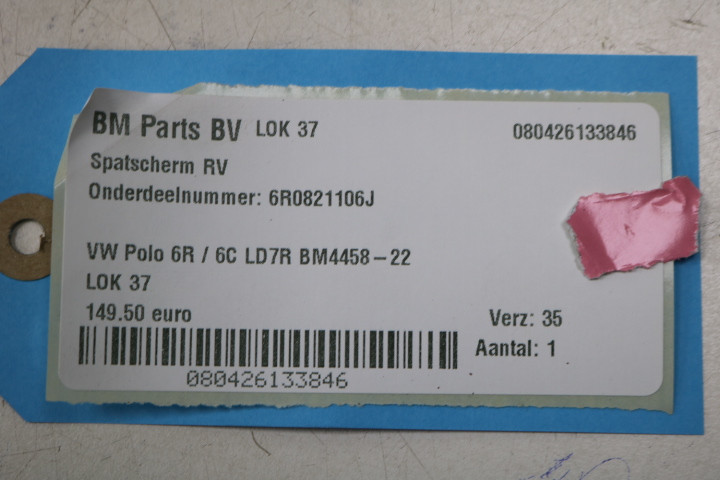 BM Parts BV LOK 37 080426133846
Spatscherm RV
Onderdeelnummer: 6R0821106J
VW Polo 6R / 6C LD7R BM4458-22
LOK 37
149.50 euro Verz: 35
Aantal: 1
080426133846